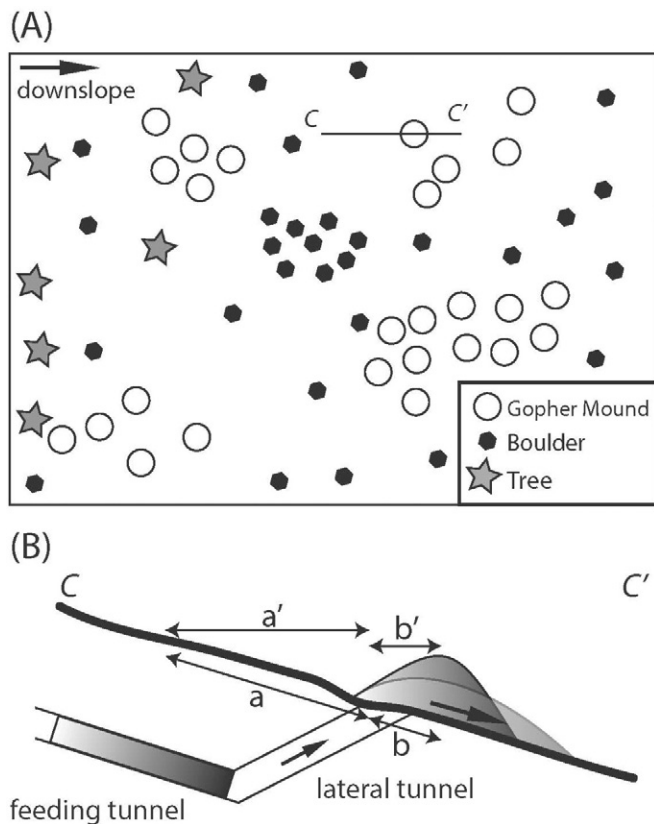 (A)
downslope
C
C'
Gopher Mound
Boulder
Tree
(B)
C
C'
a'
b'
a
b
lateral tunnel
feeding tunnel